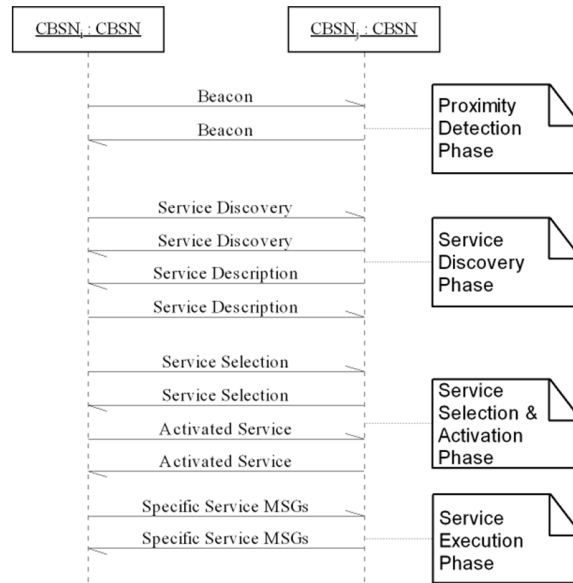 CBSNi : CBSN
CBSNj : CBSN
Beacon
Beacon
Proximity
Detection
Phase
Service Discovery
Service Discovery
Service Description
Service Description
Service
Discovery
Phase
Service Selection
Service Selection
Activated Service
Activated Service
Service
Selection &
Activation
Phase
Specific Service MSGs
Specific Service MSGs
Service
Execution
Phase